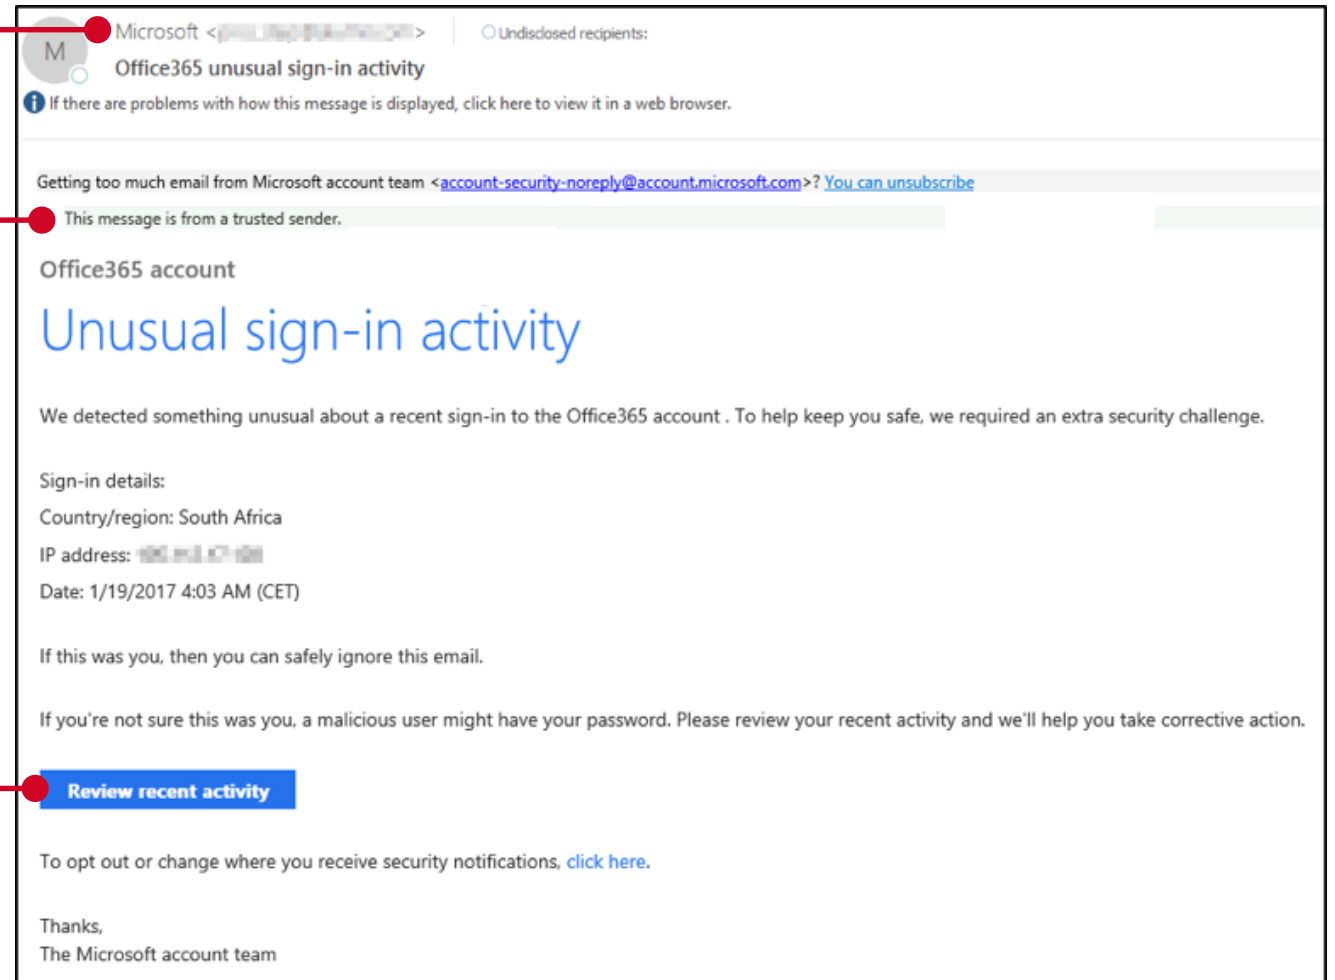 M
Microsoft < >
Undisclosed recipients:
Office365 unusual sign-in activity
If there are problems with how this message is displayed, click here to view it in a web browser.
Getting too much email from Microsoft account team <account-security-noreply@account.microsoft.com>? You can unsubscribe
This message is from a trusted sender.
Office365 account
Unusual sign-in activity
We detected something unusual about a recent sign-in to the Office365 account . To help keep you safe, we required an extra security challenge.
Sign-in details:
Country/region: South Africa
IP address:
Date: 1/19/2017 4:03 AM (CET)
If this was you, then you can safely ignore this email.
If you're not sure this was you, a malicious user might have your password. Please review your recent activity and we'll help you take corrective action.
Review recent activity
To opt out or change where you receive security notifications, click here.
Thanks,
The Microsoft account team